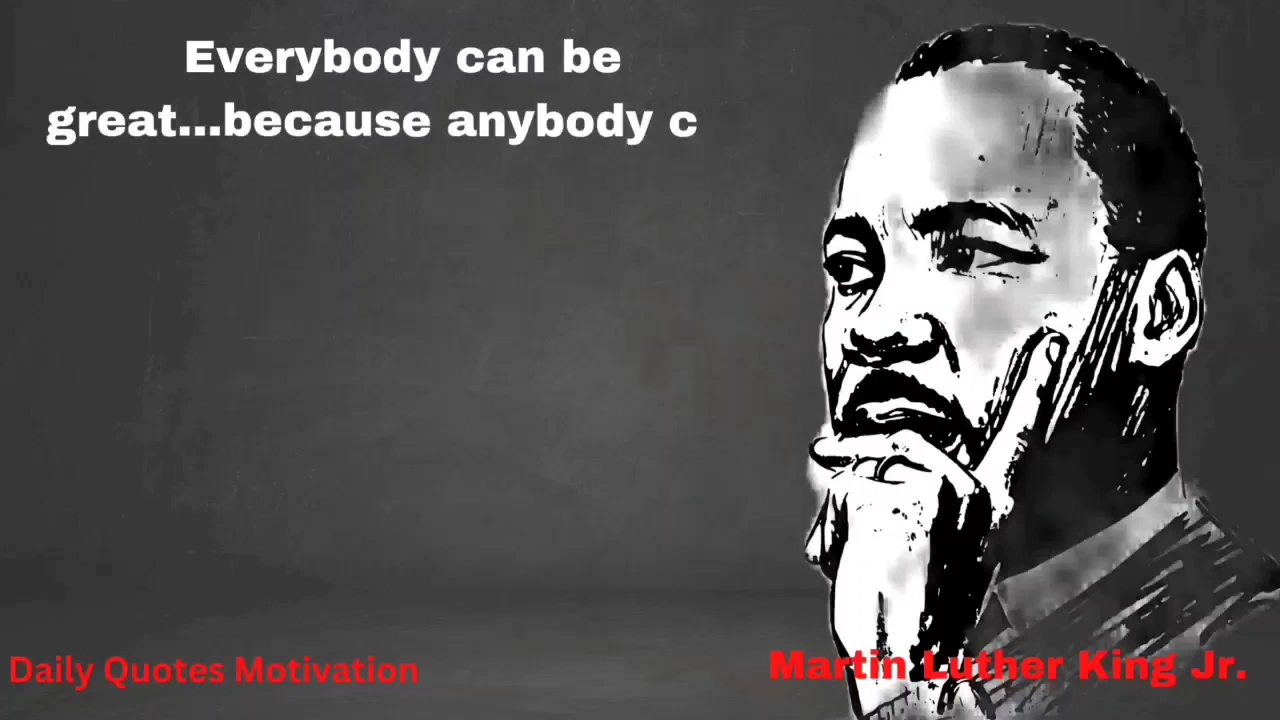 Everybody can be
great...because anybody c
Daily Quotes Motivation
Martin Luther King Jr.